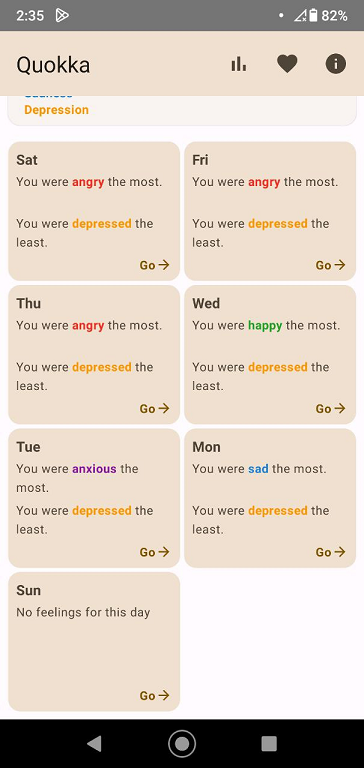 2:35
82%
Quokka
Depression
Sat
You were angry the most.
You were depressed the
least.
Go
Fri
You were angry the most.
You were depressed the
least.
Go
Thu
You were angry the most.
You were depressed the
least.
Go
Wed
You were happy the most.
You were depressed the
least.
Go
Tue
You were anxious the
most.
You were depressed the
least.
Go
Mon
You were sad the most.
You were depressed the
least.
Go
Sun
No feelings for this day
Go